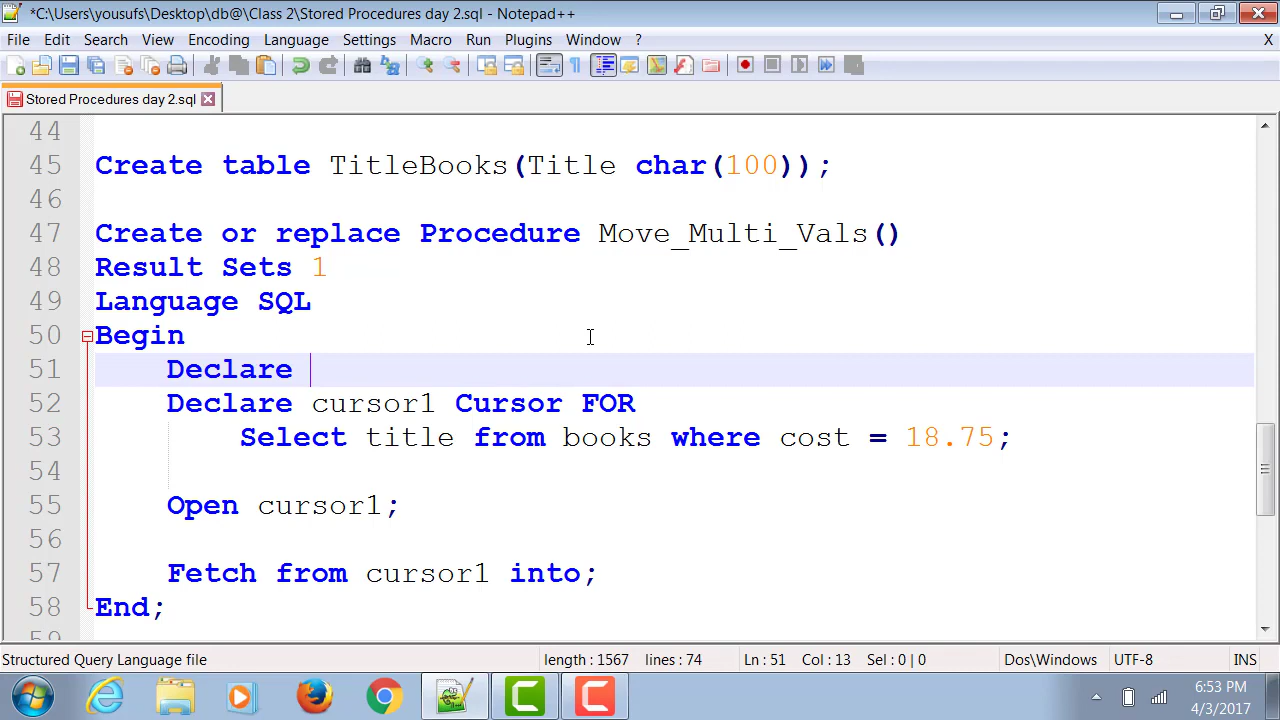 *C:\Users\yousufs\Desktop\db@\Class 2\Stored Procedures day 2.sql - Notepad++
File Edit Search View Encoding Language Settings Macro Run Plugins Window ? X
Stored Procedures day 2.sql
44
45 Create table TitleBooks(Title char(100));
46
47 Create or replace Procedure Move_Multi_Vals()
48 Result Sets 1
49 Language SQL
50 Begin
51 Declare
52 Declare cursor1 Cursor FOR
53 Select title from books where cost = 18.75;
54
55 Open cursor1;
56
57 Fetch from cursor1 into;
58 End;
59
Structured Query Language file length : 1567 lines : 74 Ln : 51 Col : 13 Sel : 0 | 0 Dos\Windows UTF-8 INS
6:53 PM
4/3/2017